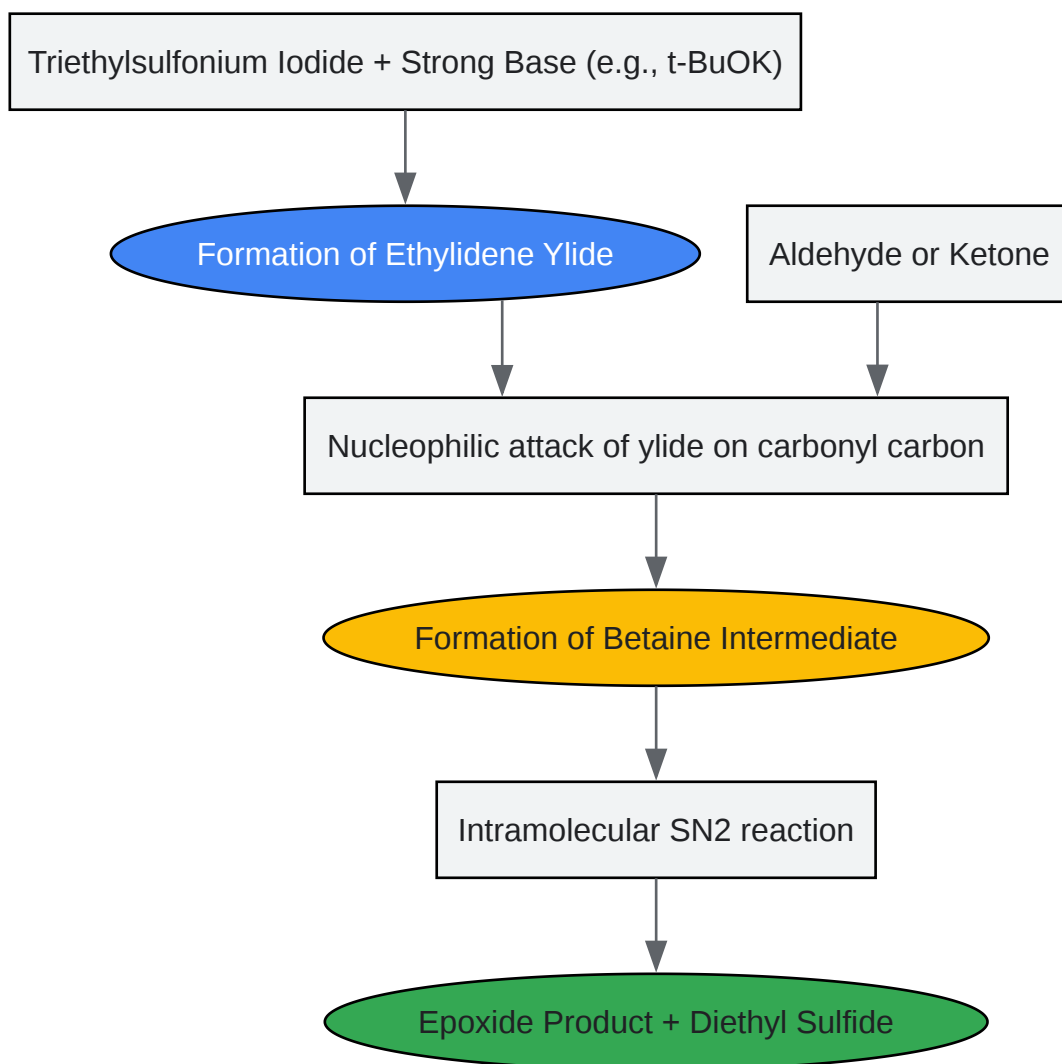 Triethylsulfonium Iodide + Strong Base (e.g., t-BuOK)
Formation of Ethylidene Ylide
Aldehyde or Ketone
Nucleophilic attack of ylide on carbonyl carbon
Formation of Betaine Intermediate
Intramolecular SN2 reaction
Epoxide Product + Diethyl Sulfide